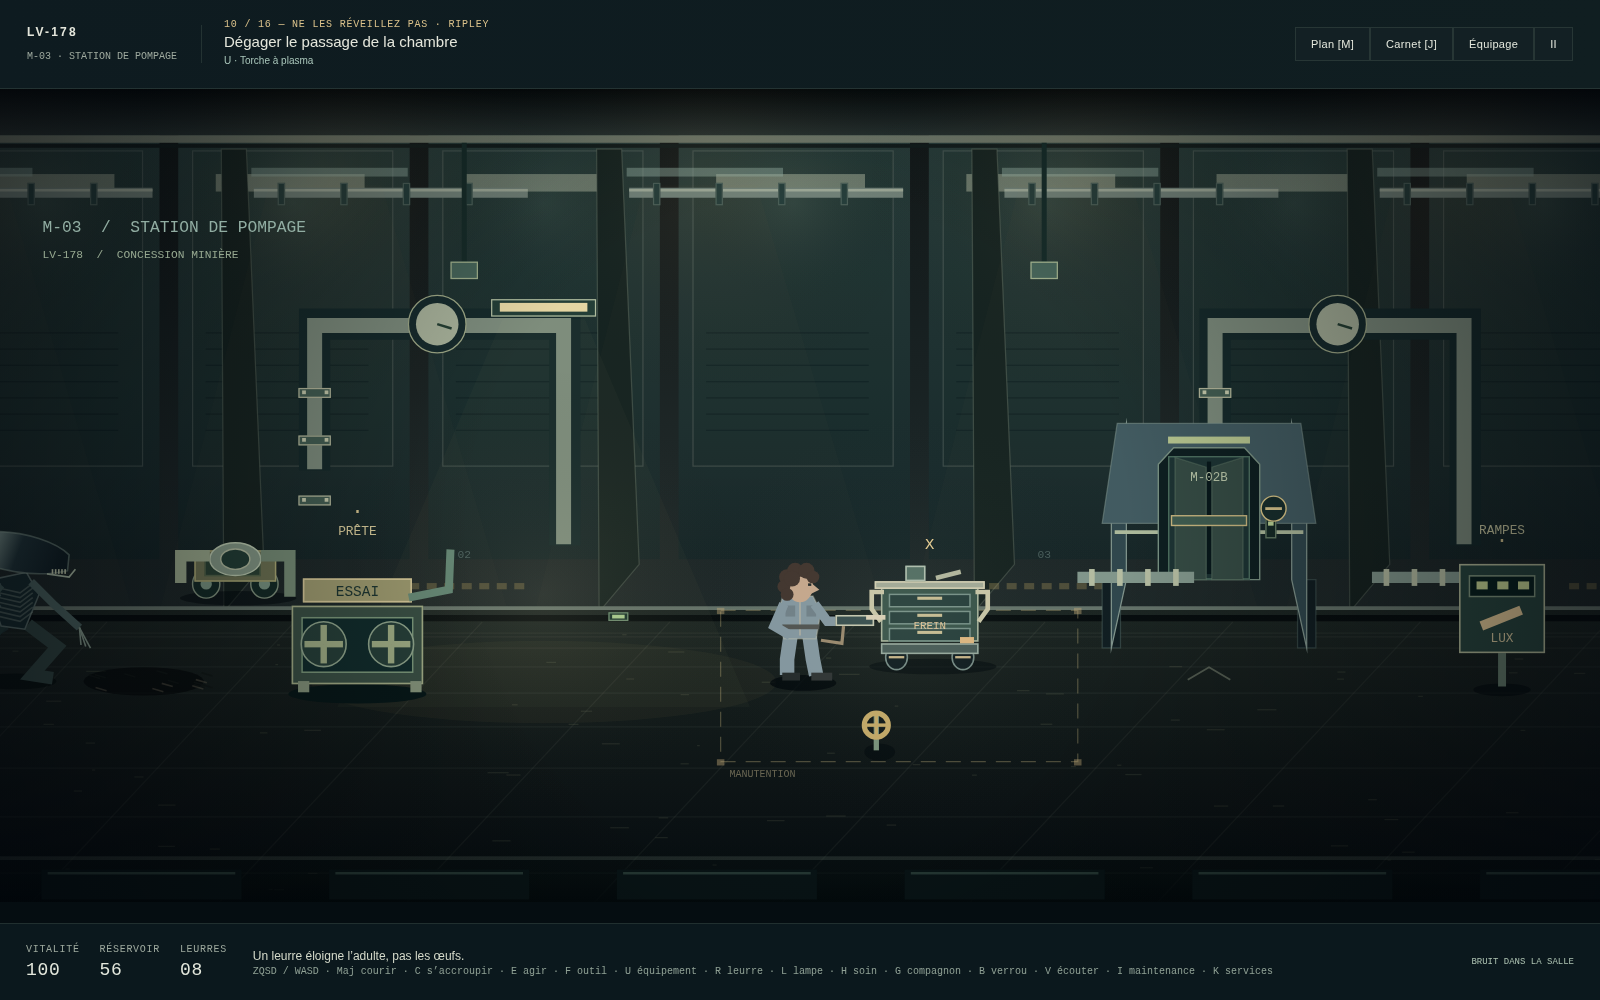 LV-178
M-03 · STATION DE POMPAGE
10 / 16 — NE LES RÉVEILLEZ PAS · RIPLEY
Dégager le passage de la chambre
U · Torche à plasma
Plan [M]
Carnet [J]
Équipage
II
M-03 / STATION DE POMPAGE
LV-178 / CONCESSION MINIÈRE
M-02B
PRÊTE
RAMPES
X
02
03
ESSAI
FREIN
LUX
MANUTENTION
VITALITÉ
100
RÉSERVOIR
56
LEURRES
08
Un leurre éloigne l’adulte, pas les œufs.
ZQSD / WASD · Maj courir · C s’accroupir · E agir · F outil · U équipement · R leurre · L lampe · H soin · G compagnon · B verrou · V écouter · I maintenance · K services
BRUIT DANS LA SALLE